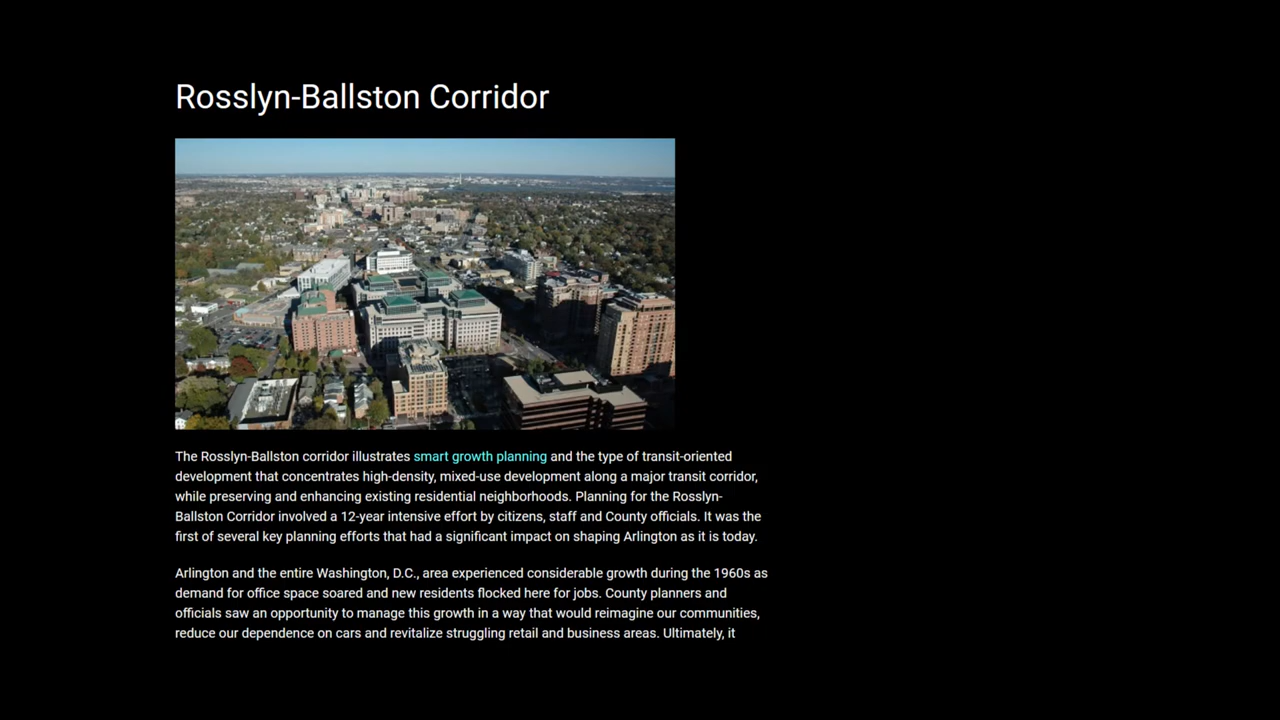 Rosslyn-Ballston Corridor
The Rosslyn-Ballston corridor illustrates smart growth planning and the type of transit-oriented
development that concentrates high-density, mixed-use development along a major transit corridor,
while preserving and enhancing existing residential neighborhoods. Planning for the Rosslyn-
Ballston Corridor involved a 12-year intensive effort by citizens, staff and County officials. It was the
first of several key planning efforts that had a significant impact on shaping Arlington as it is today.
Arlington and the entire Washington, D.C., area experienced considerable growth during the 1960s as
demand for office space soared and new residents flocked here for jobs. County planners and
officials saw an opportunity to manage this growth in a way that would reimagine our communities,
reduce our dependence on cars and revitalize struggling retail and business areas. Ultimately, it